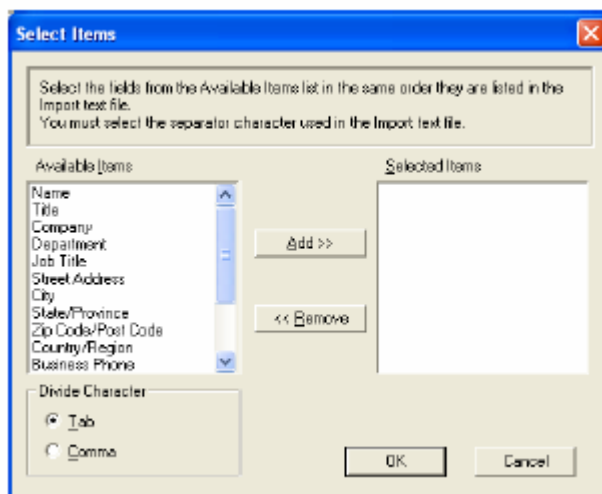 Select Items
Select the fields from the Available Items list in the same order they are listed in the
Import text file.
You must select the separator character used in the Import text file.
Available Items
Selected Items
Name
Title
Company
Department
Job Title
Street Address
City
State/Province
Zip Code/Post Code
Country/Region
Business Phone
Add >>
<< Remove
Divide Character
Tab
Comma
OK
Cancel